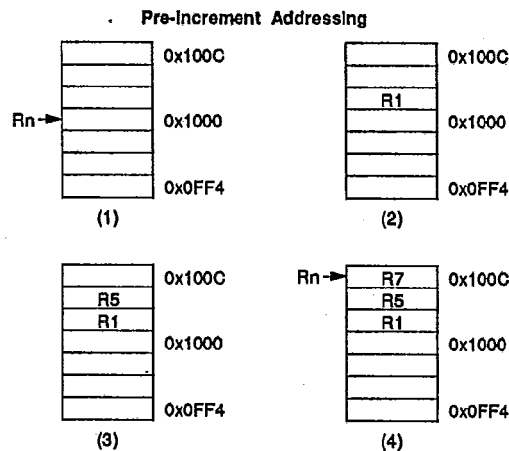 Pre-Increment Addressing
0x100C
Rn
0x1000
0x0FF4
(1)
0x100C
R1
0x1000
0x0FF4
(2)
0x100C
R5
R1
0x1000
0x0FF4
(3)
Rn
R7
0x100C
R5
R1
0x1000
0x0FF4
(4)